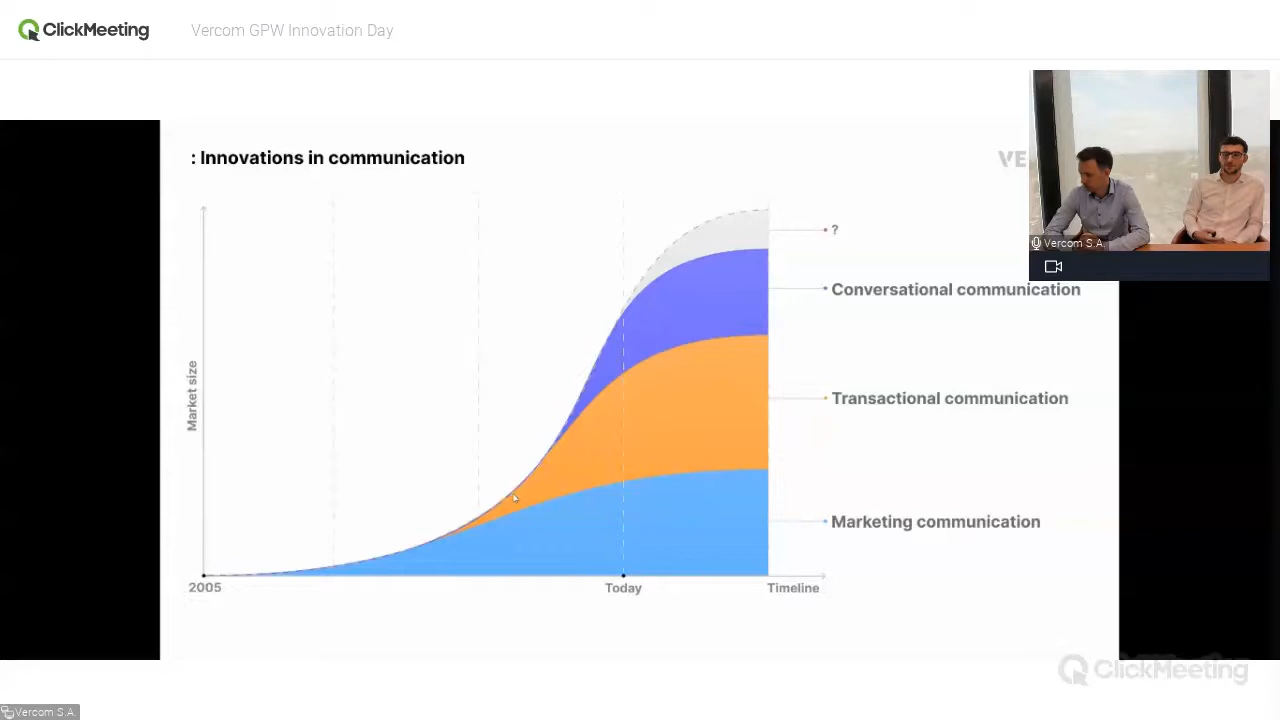 ClickMeeting
Vercom GPW Innovation Day
: Innovations in communication
VE
Vercom S.A.
?
Conversational communication
Market size
Transactional communication
Marketing communication
2005
Today
Timeline
ClickMeeting
Vercom S.A.